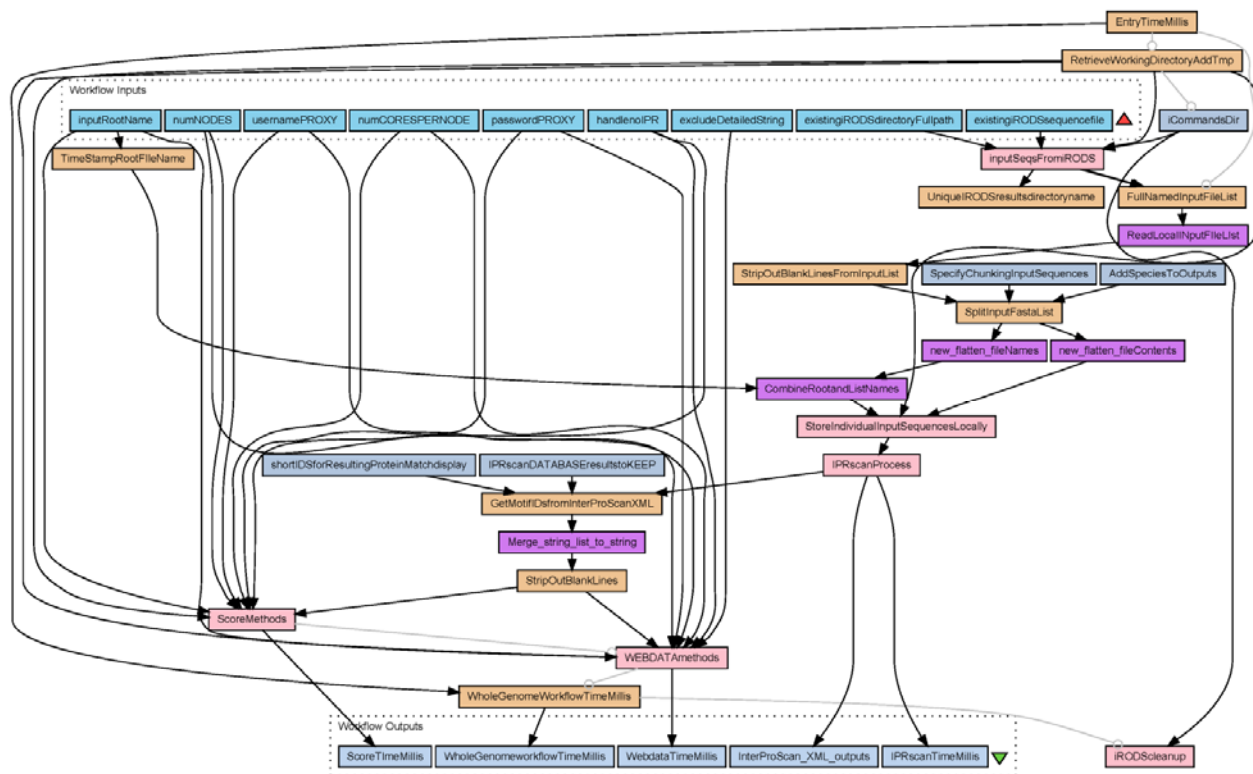 EntryTimeMillis
RetrieveWorkingDirectoryAddTmp
Workflow Inputs
inputRootName
numNODES
usernamePROXY
numCORESPERNODE
passwordPROXY
handlenoIPR
excludeDetailedString
existingiRODSdirectoryFullpath
existingiRODSsequencefile
iCommandsDir
TimeStampRootFileName
inputSeqsFromiRODS
UniqueIRODSresultsdirectoryname
FullNamedInputFileList
ReadLocalINputFIleLIst
StripOutBlankLinesFromInputList
SpecifyChunkingInputSequences
AddSpeciesToOutputs
SplitInputFastaList
new_flatten_fileNames
new_flatten_fileContents
CombineRootandListNames
StoreIndividualInputSequencesLocally
shortIDSforResultingProteinMatchdisplay
IPRscanDATABASEresultstoKEEP
IPRscanProcess
GetMotifIDsfromInterProScanXML
Merge_string_list_to_string
StripOutBlankLines
ScoreMethods
WEBDATAmethods
WholeGenomeWorkflowTimeMillis
Workflow Outputs
ScoreTImeMillis
WholeGenomeworkflowTimeMillis
WebdataTimeMillis
InterProScan_XML_outputs
IPRscanTimeMillis
iRODScleanup